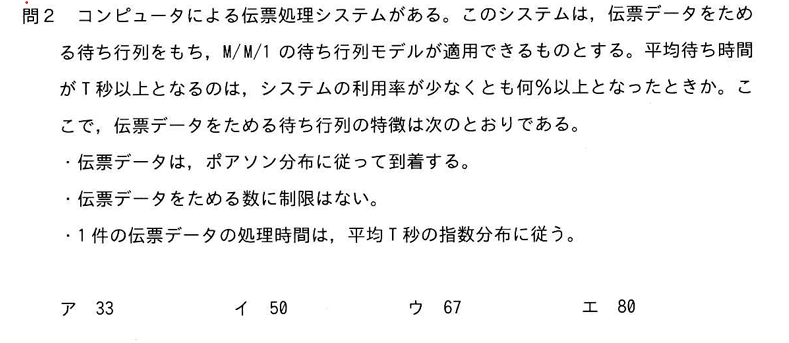 問2 コンピュータによる伝票処理システムがある。このシステムは，伝票データをため
る待ち行列をもち，M/M/1 の待ち行列モデルが適用できるものとする。平均待ち時間
がT秒以上となるのは，システムの利用率が少なくとも何%以上となったときか。こ
こで，伝票データをためる待ち行列の特徴は次のとおりである。
・伝票データは，ポアソン分布に従って到着する。
・伝票データをためる数に制限はない。
・1件の伝票データの処理時間は，平均T秒の指数分布に従う。
ア 33 イ 50 ウ 67 エ 80